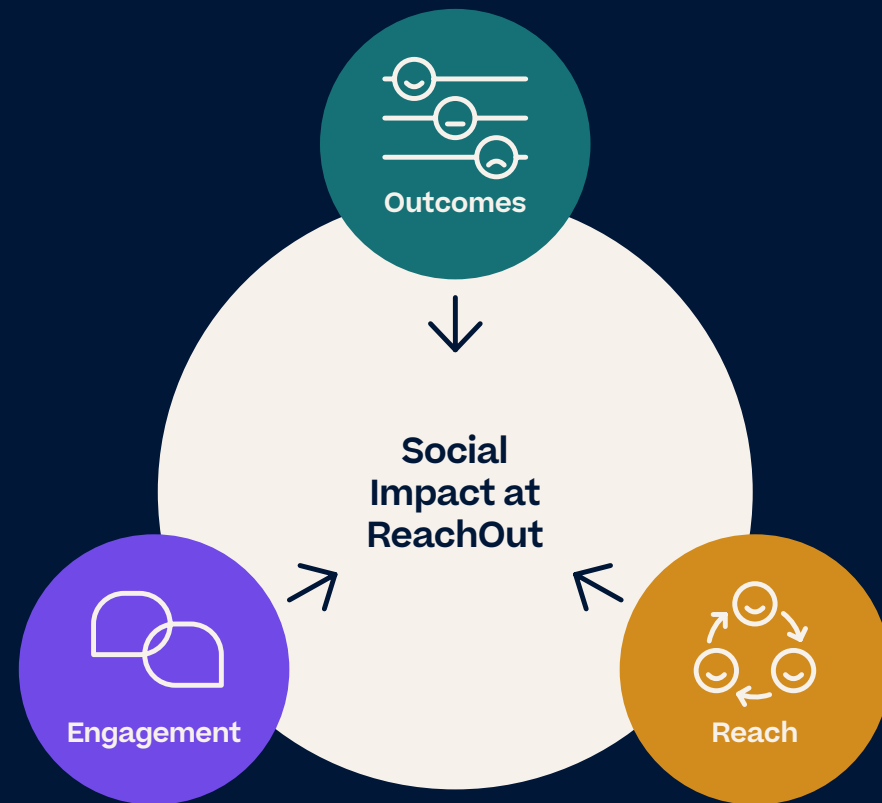 Outcomes
Social
Impact at
ReachOut
Engagement
Reach